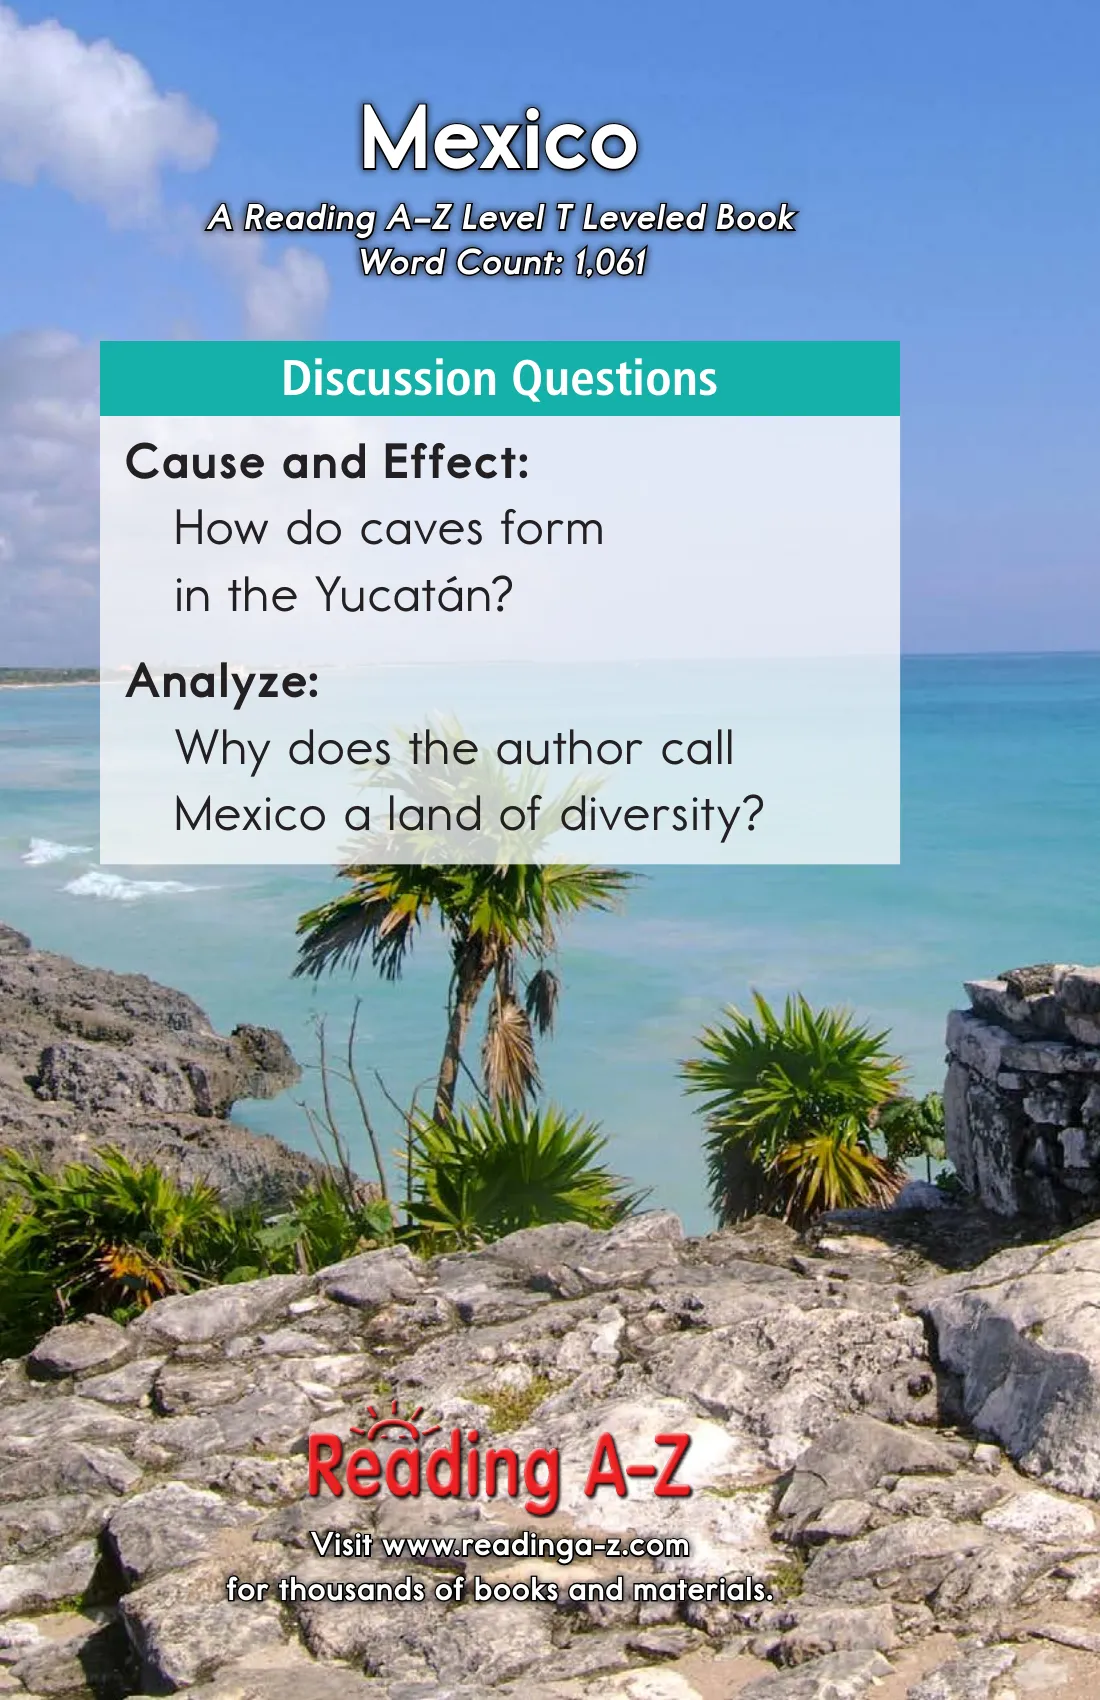 Mexico
A Reading A–Z Level T Leveled Book
Word Count: 1,061
Discussion Questions
Cause and Effect:
How do caves form
in the Yucatán?
Analyze:
Why does the author call
Mexico a land of diversity?
Reading A–Z
Visit www.readinga-z.com
for thousands of books and materials.